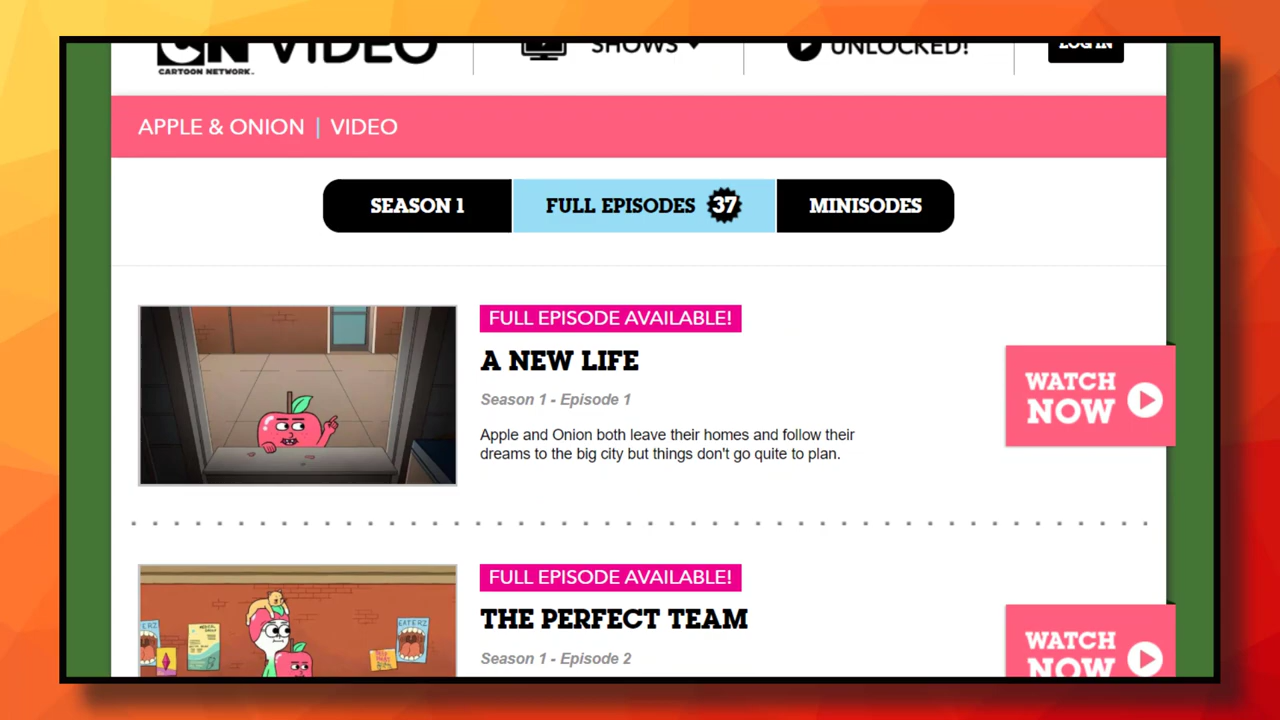 CN VIDEO
CARTOON NETWORK
SHOWS
UNLOCKED!
LOG IN
APPLE & ONION | VIDEO
SEASON 1
FULL EPISODES 37
MINISODES
FULL EPISODE AVAILABLE!
A NEW LIFE
Season 1 - Episode 1
Apple and Onion both leave their homes and follow their
dreams to the big city but things don't go quite to plan.
WATCH
NOW
FULL EPISODE AVAILABLE!
THE PERFECT TEAM
Season 1 - Episode 2
EATERZ
WATCH
NOW